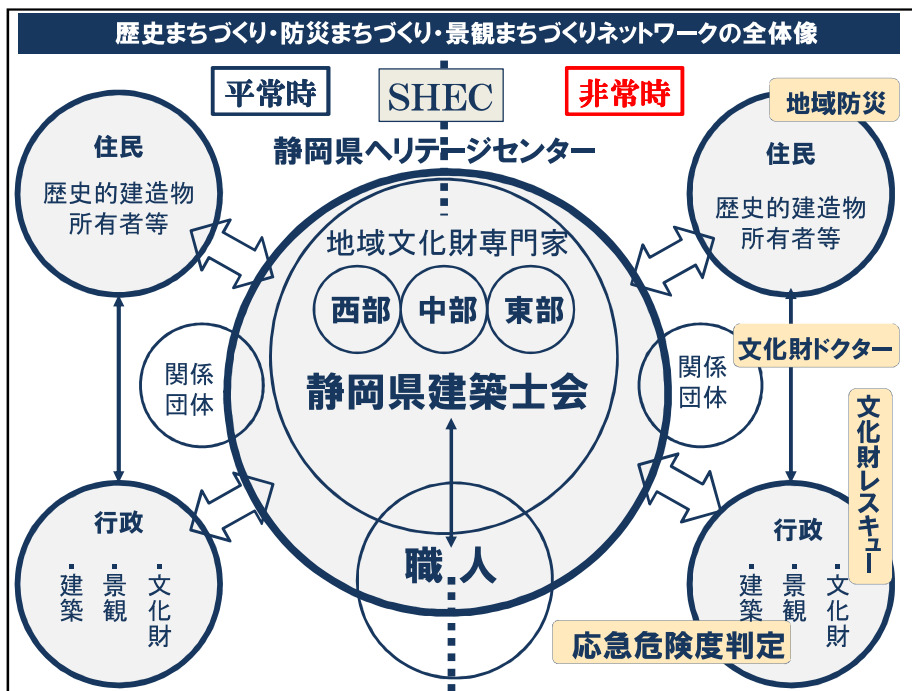 歴史まちづくり・防災まちづくり・景観まちづくりネットワークの全体像
平常時
SHEC
非常時
静岡県ヘリテージセンター
住民
歴史的建造物
所有者等
地域防災
住民
歴史的建造物
所有者等
地域文化財専門家
西部
中部
東部
静岡県建築士会
関係
団体
関係
団体
文化財ドクター
文化財レスキュー
職人
行政
・建築
・景観
・文化財
行政
・建築
・景観
・文化財
応急危険度判定